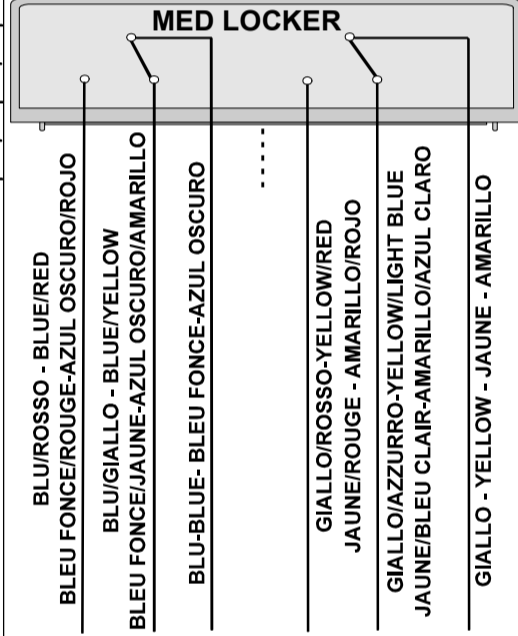 MED LOCKER
BLU/ROSSO - BLUE/RED
BLEU FONCE/ROUGE-AZUL OSCURO/ROJO
BLU/GIALLO - BLUE/YELLOW
BLEU FONCE/JAUNE-AZUL OSCURO/AMARILLO
BLU-BLUE- BLEU FONCE-AZUL OSCURO
GIALLO/ROSSO-YELLOW/RED
JAUNE/ROUGE - AMARILLO/ROJO
GIALLO/AZZURRO-YELLOW/LIGHT BLUE
JAUNE/BLEU CLAIR-AMARILLO/AZUL CLARO
GIALLO - YELLOW - JAUNE - AMARILLO